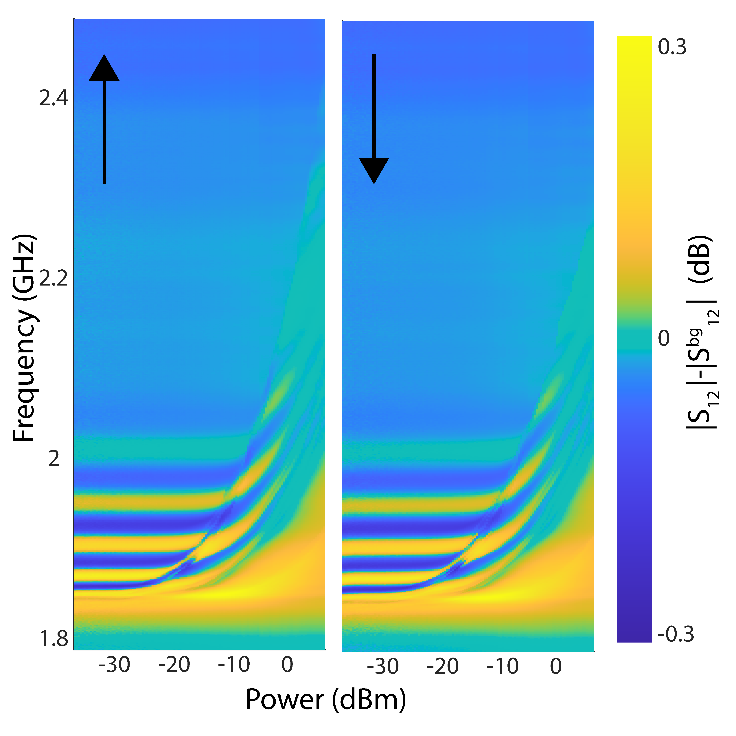 0.3
2.4
2.2
2
1.8
Frequency (GHz)
-30 -20 -10 0
-30 -20 -10 0
Power (dBm)
0
-0.3
|S₁₂|-|Sᵇᵍ₁₂| (dB)